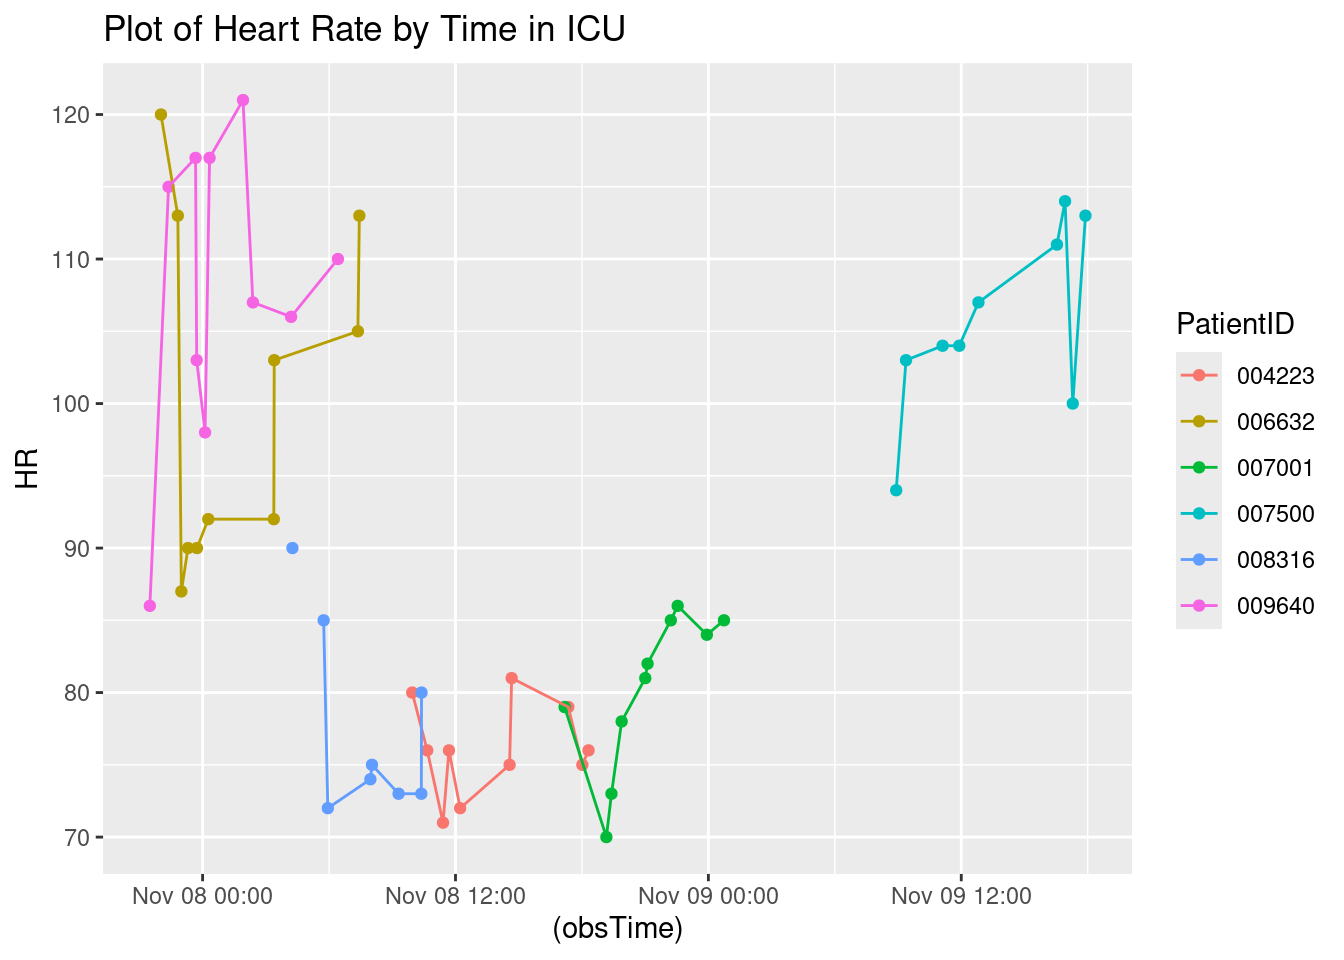 Plot of Heart Rate by Time in ICU
120
110
100
90
80
70
HR
Nov 08 00:00
Nov 08 12:00
Nov 09 00:00
Nov 09 12:00
(obsTime)
PatientID
004223
006632
007001
007500
008316
009640